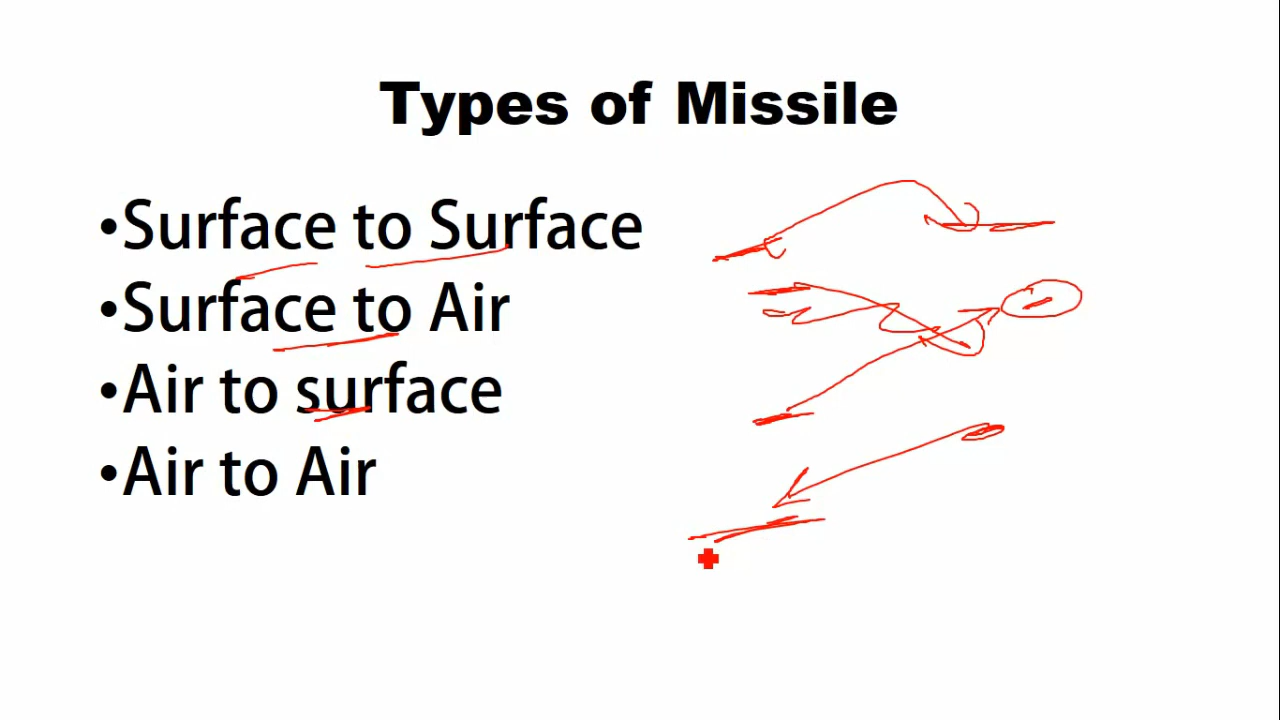 Types of Missile
•Surface to Surface
•Surface to Air
•Air to surface
•Air to Air